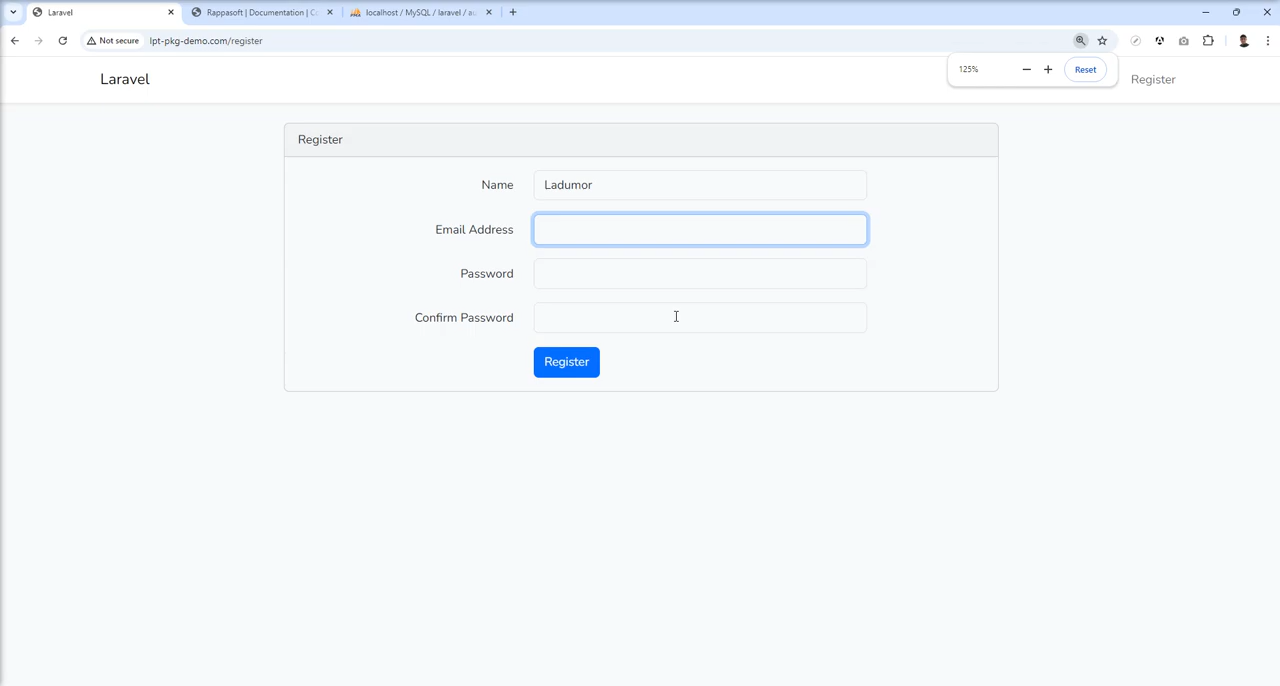 Laravel
Rappasoft | Documentation | C
localhost / MySQL / laravel / au
Not secure
lpt-pkg-demo.com/register
125%
Reset
Laravel
Register
Register
Name
Ladumor
Email Address
Password
Confirm Password
Register